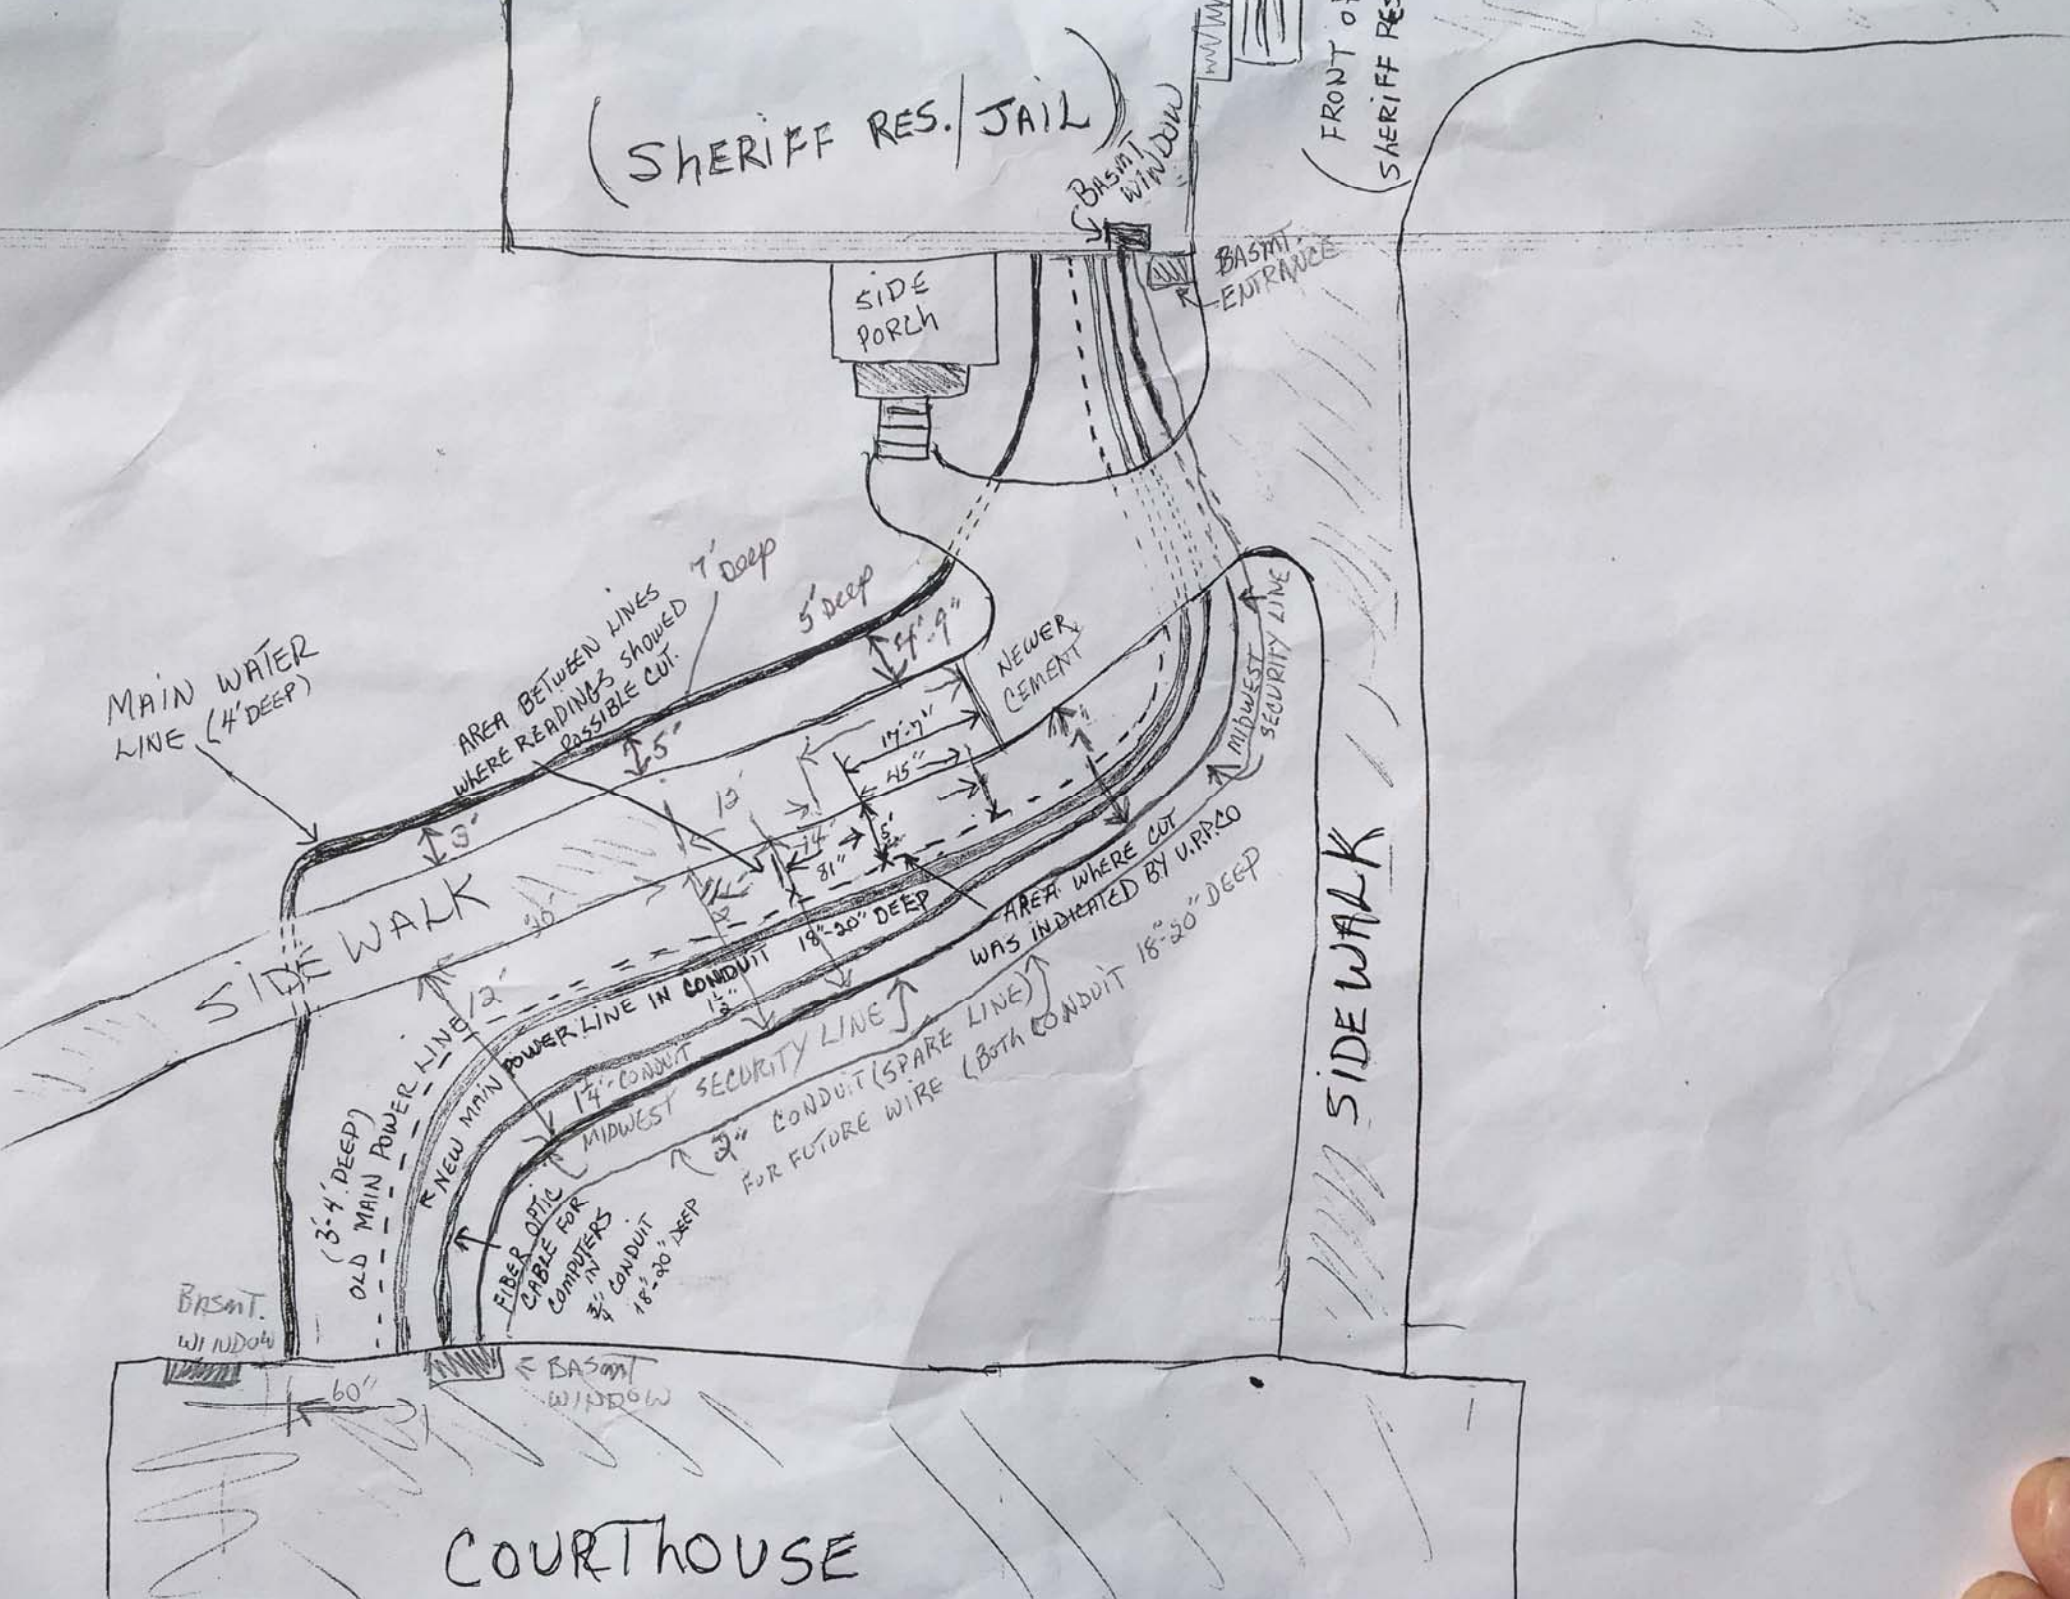 (SHERIFF RES./JAIL)
BASMT
WINDOW
(FRONT OF
SHERIFF RES
BASMT.
ENTRANCE
SIDE
PORCH
7' DEEP
5' DEEP
4'-9"
NEWER
CEMENT
AREA BETWEEN LINES
WHERE READINGS SHOWED
POSSIBLE CUT.
MAIN WATER
LINE (4' DEEP)
5'
3'
17'-7"
45"
12'
14'
81"
5'
MIDWEST
SECURITY LINE
SIDE WALK
12'
AREA WHERE CUT
WAS INDICATED BY U.P.P.CO
NEW MAIN POWER LINE IN CONDUIT 18"-20" DEEP
1 1/2"
1 1/4" CONDUIT
MIDWEST SECURITY LINE
2" CONDUIT (SPARE LINE)
FOR FUTURE WIRE (BOTH CONDUIT 18"-20" DEEP
(3'-4' DEEP)
OLD MAIN POWER LINE
FIBER OPTIC
CABLE FOR
COMPUTERS
IN
3/4" CONDUIT
18"-20" DEEP
SIDEWALK
BASMT.
WINDOW
BASMT
WINDOW
60"
COURTHOUSE